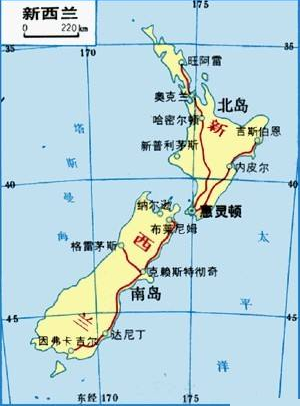 新西兰
0 220km
170
175
35
35
旺阿雷
奥克兰
北岛
哈密尔顿
新
吉斯伯恩
新普利茅斯
内皮尔
塔
斯
曼
海
40
40
纳尔逊
惠灵顿
布莱尼姆
西
太
格雷茅斯
克赖斯特彻奇
南岛
平
45
45
兰
达尼丁
因弗卡吉尔
洋
东经 170
175